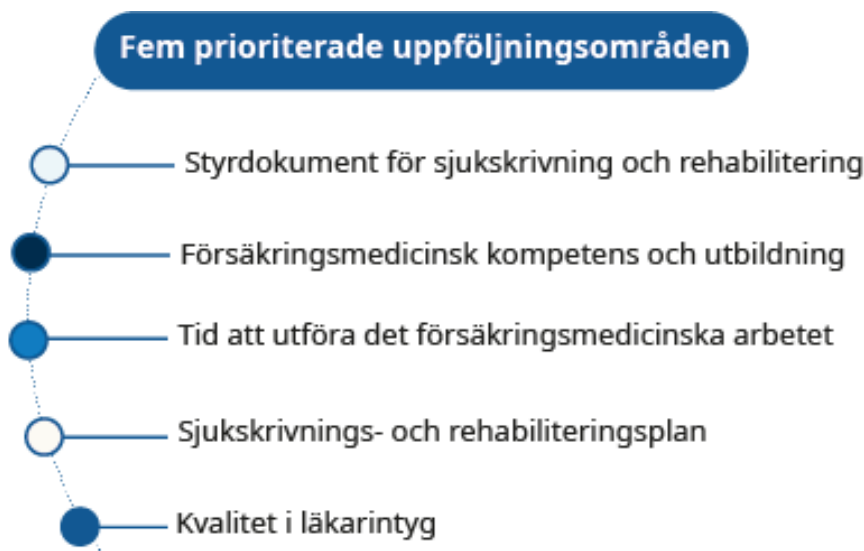 Fem prioriterade uppföljningsområden
Styrdokument för sjukskrivning och rehabilitering
Försäkringsmedicinsk kompetens och utbildning
Tid att utföra det försäkringsmedicinska arbetet
Sjukskrivnings- och rehabiliteringsplan
Kvalitet i läkarintyg